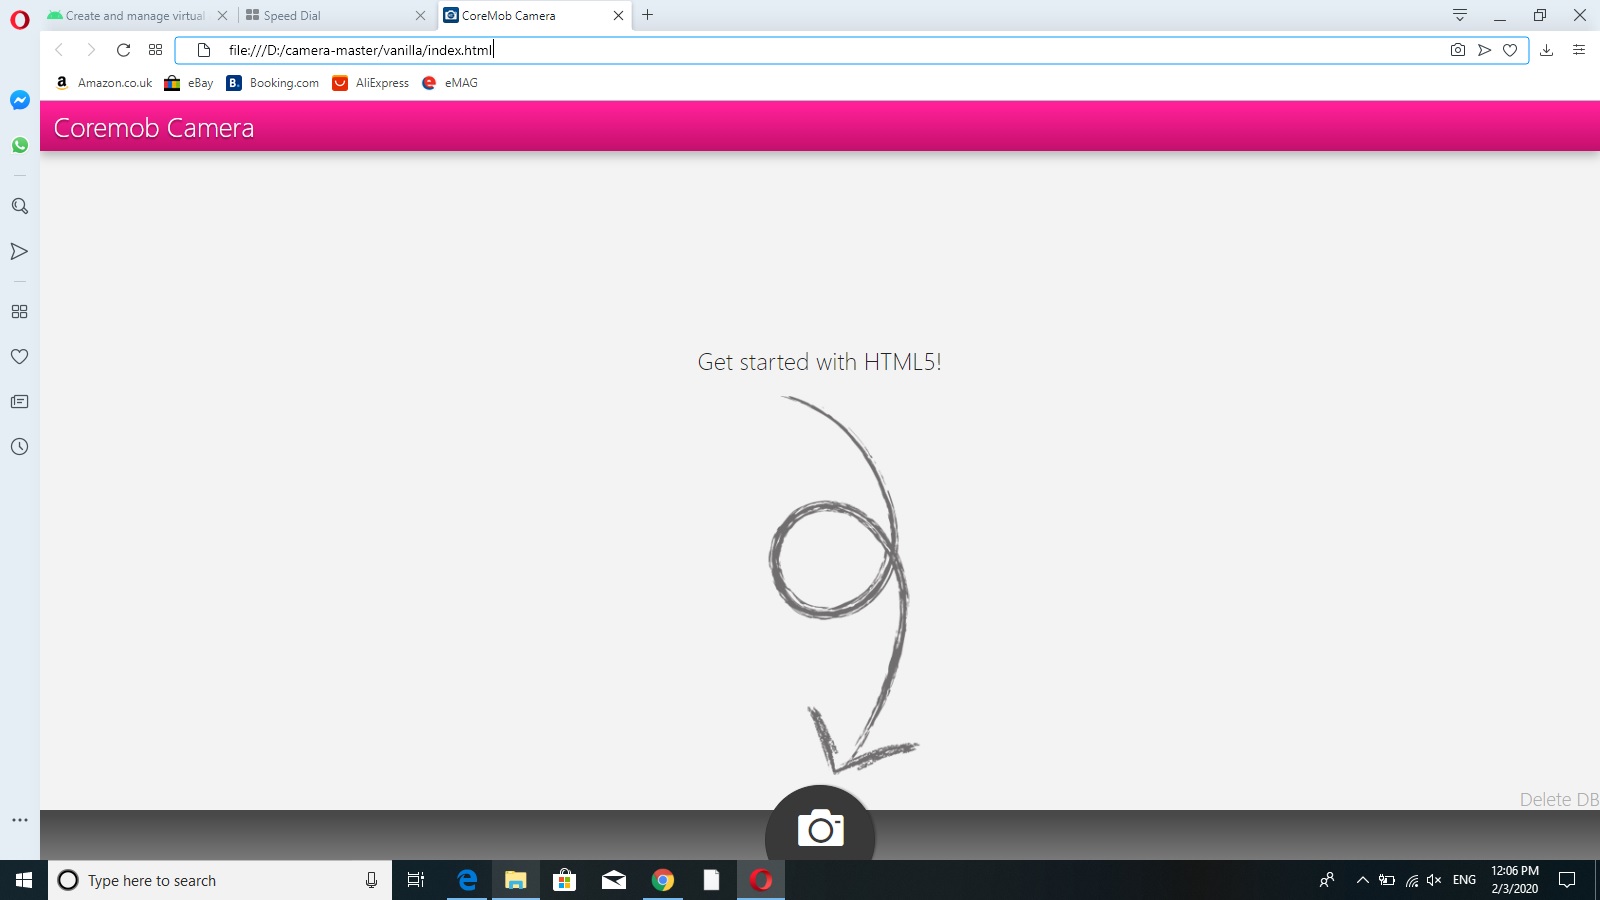 Create and manage virtual
Speed Dial
CoreMob Camera
file:///D:/camera-master/vanilla/index.html
Amazon.co.uk
eBay
B.
Booking.com
AliExpress
eMAG
Coremob Camera
Get started with HTML5!
Delete DB
Type here to search
ENG
12:06 PM
2/3/2020